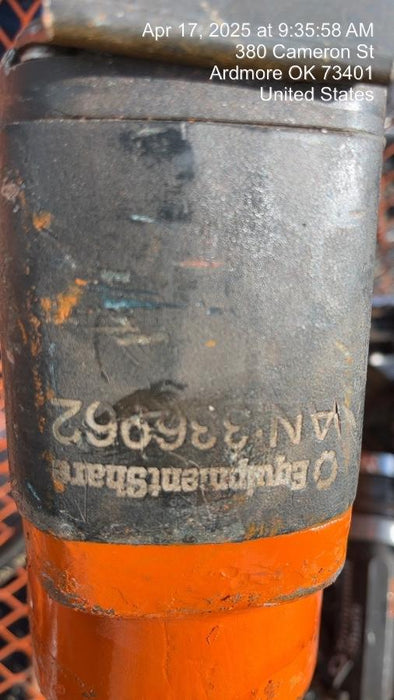 Apr 17, 2025 at 9:35:58 AM
380 Cameron St
Ardmore OK 73401
United States
EquipmentShare